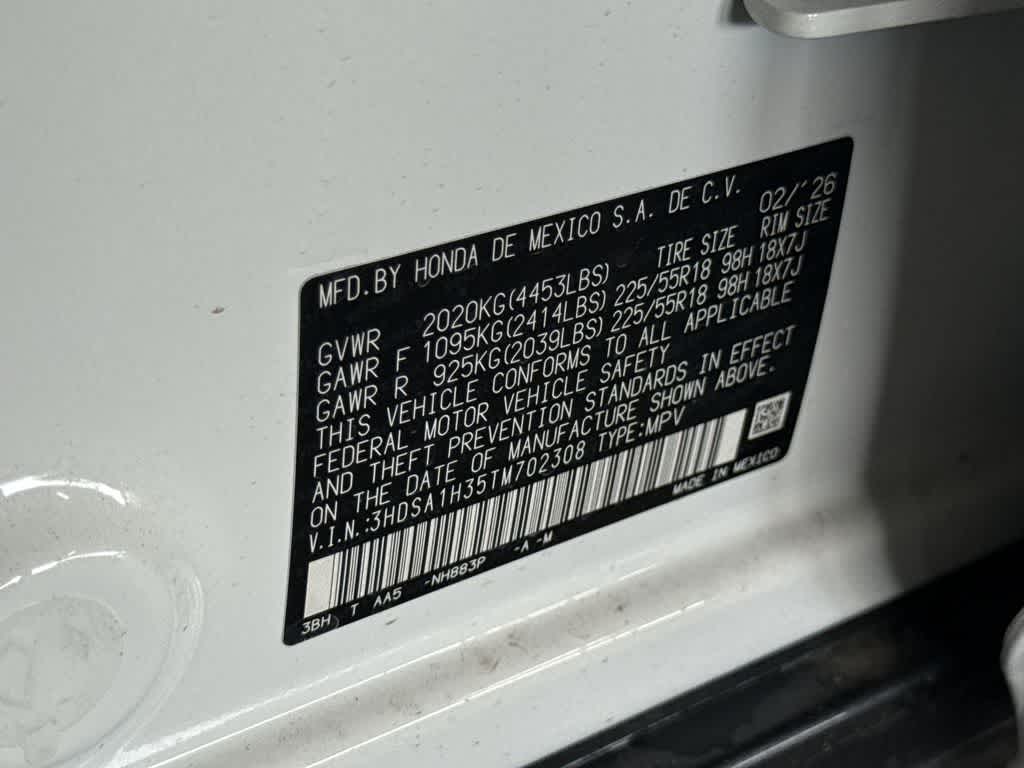 MFD.BY HONDA DE MEXICO S.A. DE C.V. 02/'26
TIRE SIZE RIM SIZE
GVWR 2020KG(4453LBS)
GAWR F 1095KG(2414LBS) 225/55R18 98H 18X7J
GAWR R 925KG(2039LBS) 225/55R18 98H 18X7J
THIS VEHICLE CONFORMS TO ALL APPLICABLE
FEDERAL MOTOR VEHICLE SAFETY
AND THEFT PREVENTION STANDARDS IN EFFECT
ON THE DATE OF MANUFACTURE SHOWN ABOVE.
V.I.N.:3HDSA1H35TM702308 TYPE:MPV
MADE IN MEXICO
3BH T AA5 -NH883P -A -M